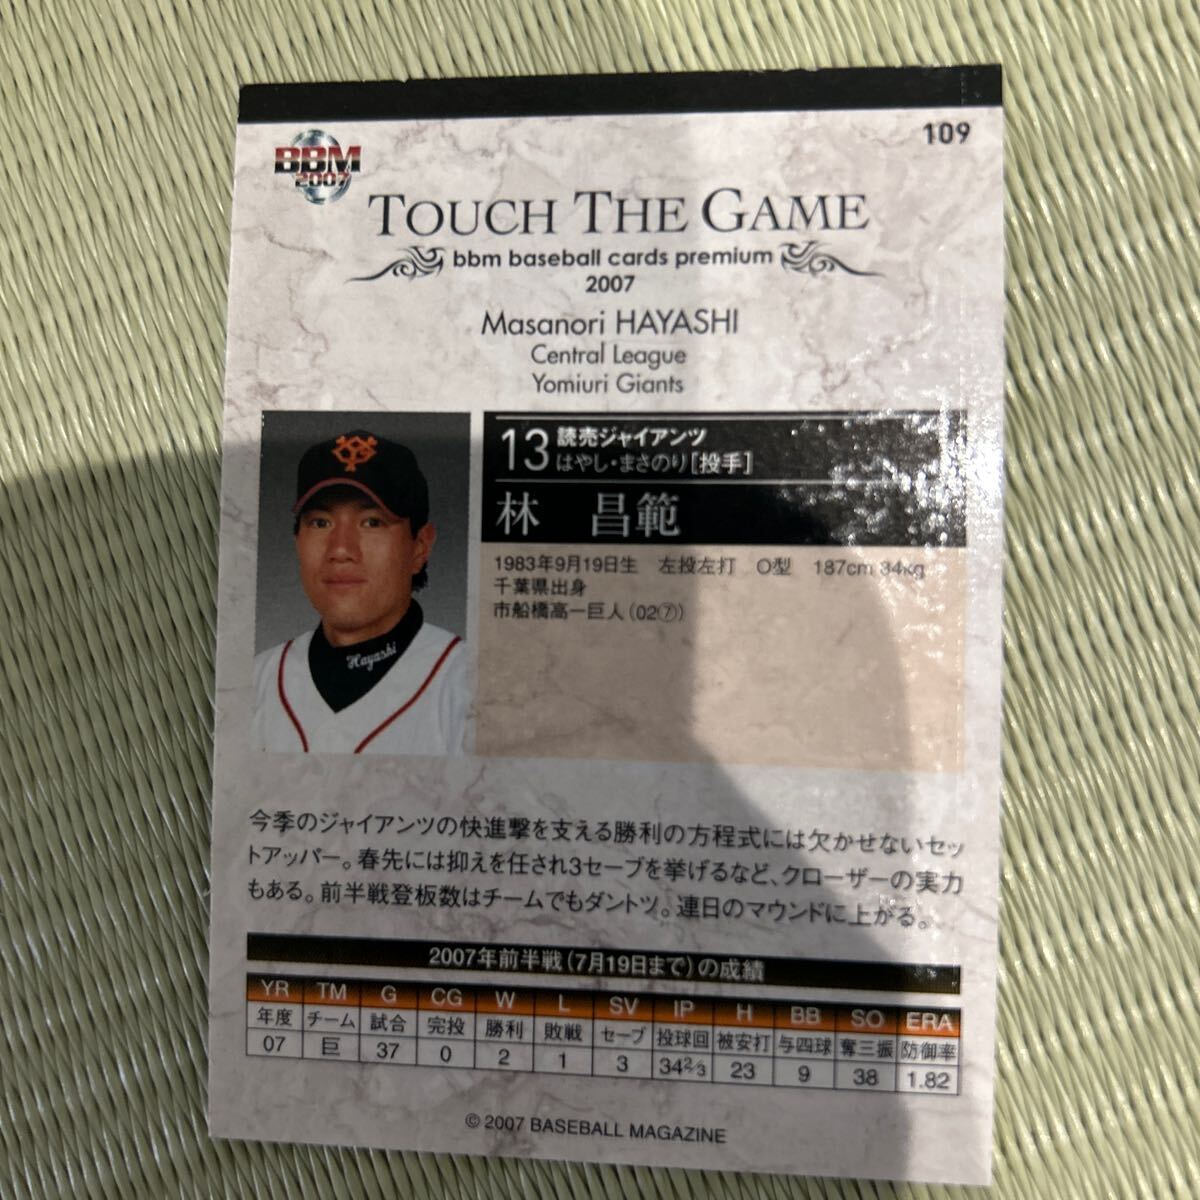 109
BBM
2007
TOUCH THE GAME
bbm baseball cards premium
2007
Masanori HAYASHI
Central League
Yomiuri Giants
13 読売ジャイアンツ
はやし・まさのり[投手]
林 昌範
Hayashi
1983年9月19日生 左投左打 O型 187cm 84kg
千葉県出身
市船橋高ー巨人(02⑦)
今季のジャイアンツの快進撃を支える勝利の方程式には欠かせないセッ
トアッパー。春先には抑えを任され3セーブを挙げるなど、クローザーの実力
もある。前半戦登板数はチームでもダントツ。連日のマウンドに上がる。
2007年前半戦(7月19日まで)の成績
YR TM G CG W L SV IP H BB SO ERA
年度 チーム 試合 完投 勝利 敗戦 セーブ 投球回 被安打 与四球 奪三振 防御率
07 巨 37 0 2 1 3 34⅔ 23 9 38 1.82
© 2007 BASEBALL MAGAZINE